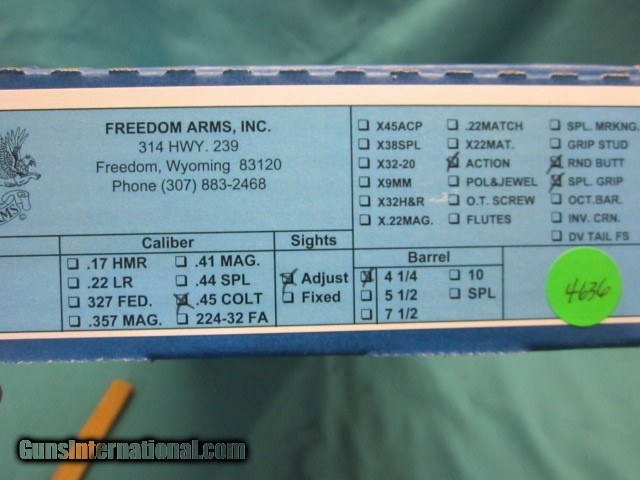 FREEDOM ARMS, INC.
314 HWY. 239
Freedom, Wyoming 83120
Phone (307) 883-2468
X45ACP .22MATCH SPL. MRKNG.
X38SPL X22MAT. GRIP STUD
X32-20 ACTION RND BUTT
X9MM POL&JEWEL SPL. GRIP
X32H&R O.T. SCREW OCT.BAR.
X.22MAG. FLUTES INV. CRN.
DV TAIL FS
Caliber
.17 HMR .41 MAG.
.22 LR .44 SPL
327 FED. .45 COLT
.357 MAG. 224-32 FA
Sights
Adjust
Fixed
Barrel
4 1/4 10
5 1/2 SPL
7 1/2
4636
GunsInternational.com